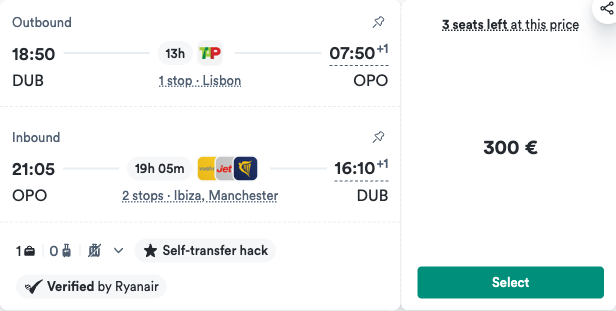 Outbound
18:50
13h
TAP
07:50+1
DUB
1 stop · Lisbon
OPO
Inbound
21:05
19h 05m
Jet
16:10+1
OPO
2 stops · Ibiza, Manchester
DUB
1
0
Self-transfer hack
Verified by Ryanair
3 seats left at this price
300 €
Select